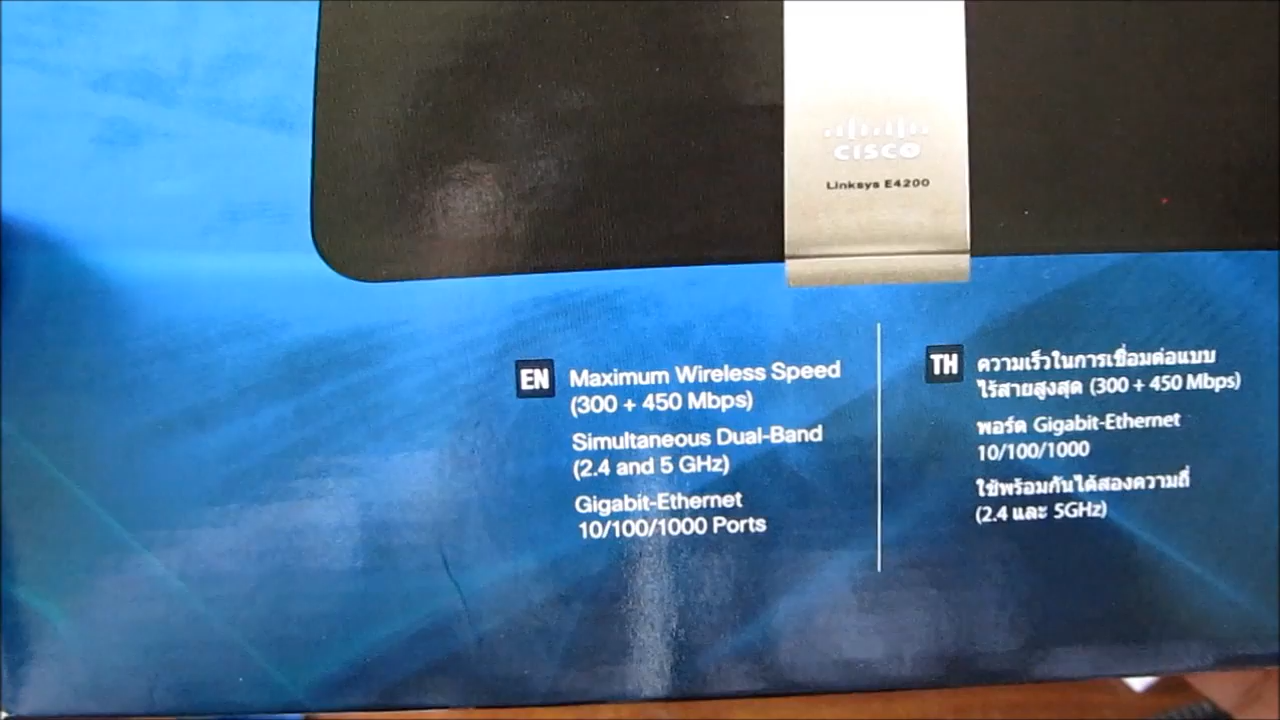 CISCO
Linksys E4200
EN
Maximum Wireless Speed
(300 + 450 Mbps)
Simultaneous Dual-Band
(2.4 and 5 GHz)
Gigabit-Ethernet
10/100/1000 Ports
TH
ความเร็วในการเชื่อมต่อแบบ
ไร้สายสูงสุด (300 + 450 Mbps)
พอร์ต Gigabit-Ethernet
10/100/1000
ใช้พร้อมกันได้สองความถี่
(2.4 และ 5GHz)